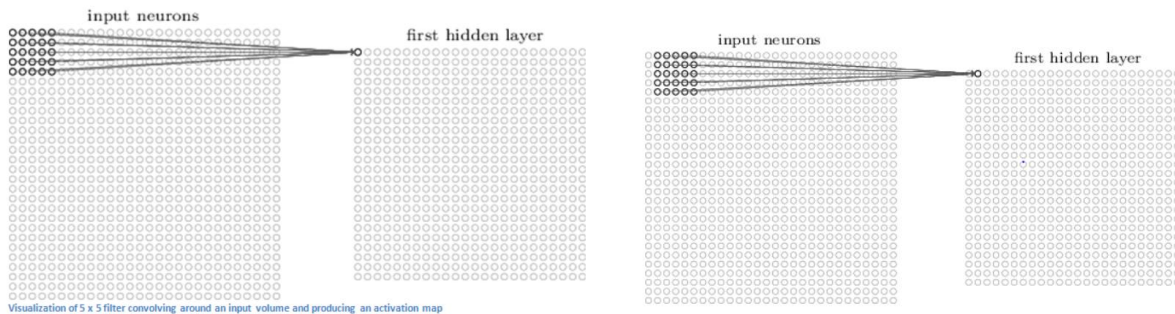 input neurons
first hidden layer
Visualization of 5 x 5 filter convolving around an input volume and producing an activation map
input neurons
first hidden layer